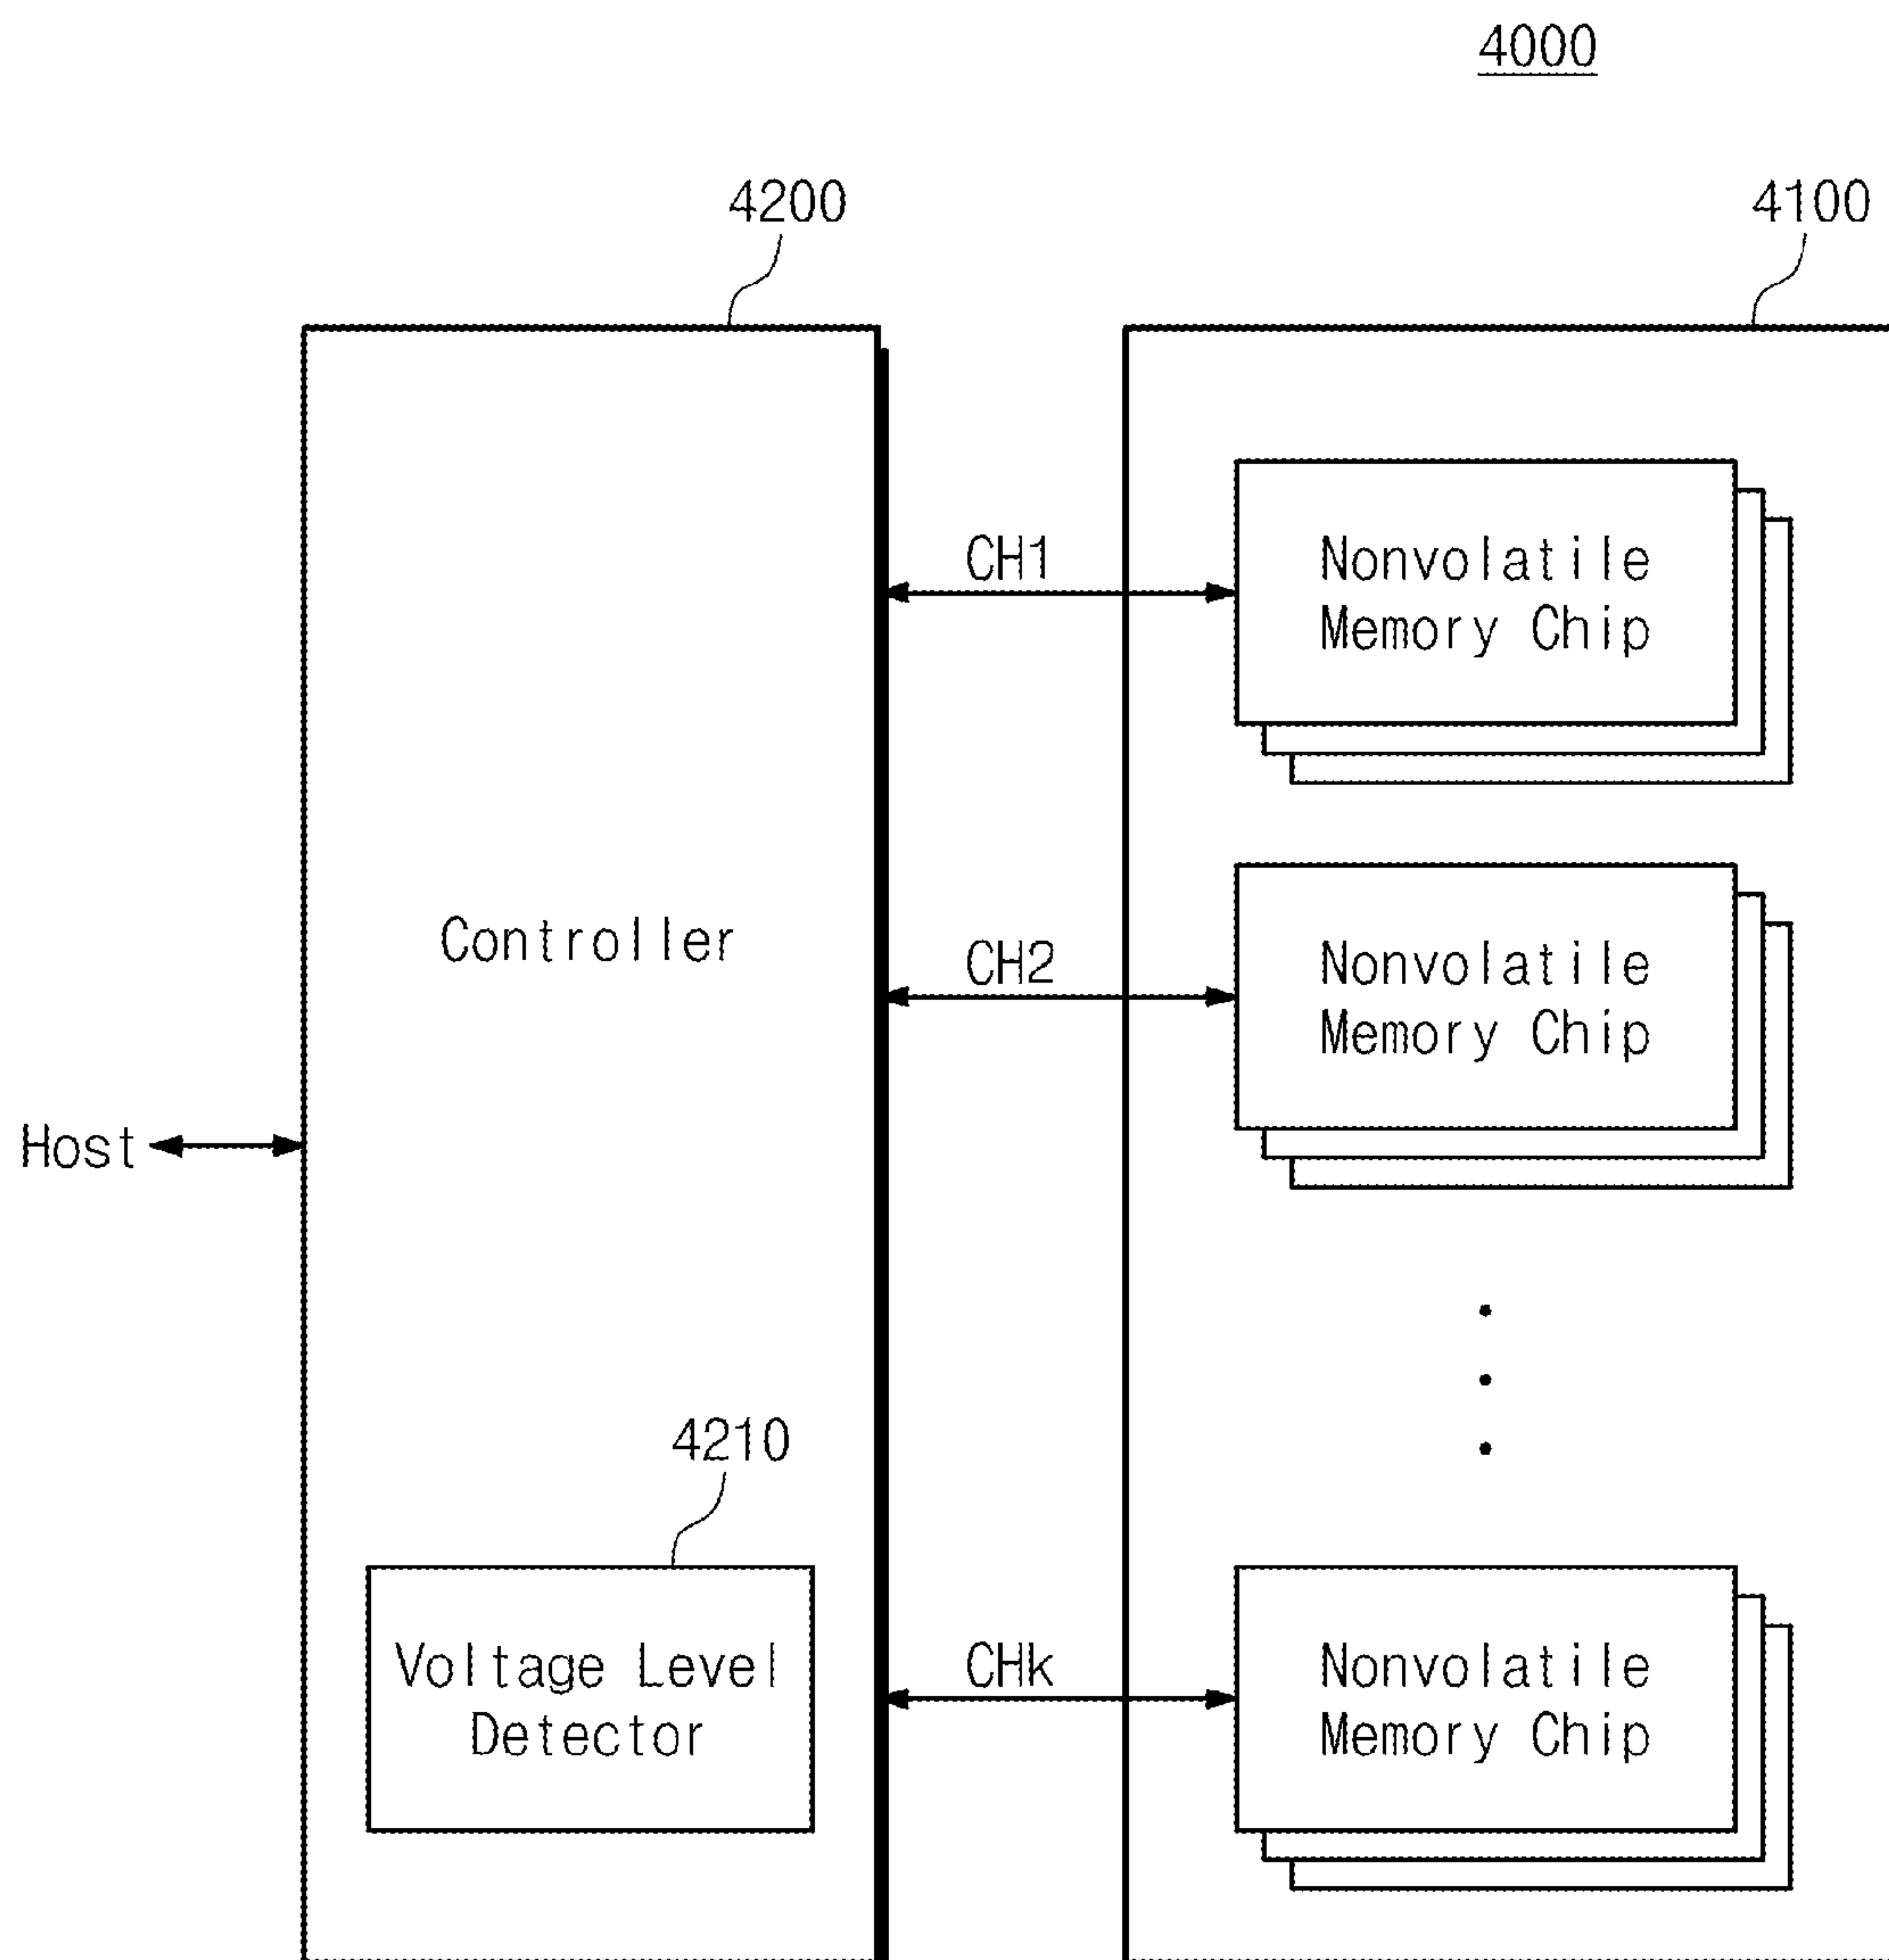 4000
4200
4100
CH1
Nonvolatile
Memory Chip
Controller
CH2
Nonvolatile
Memory Chip
Host
4210
Voltage Level
Detector
CHk
Nonvolatile
Memory Chip